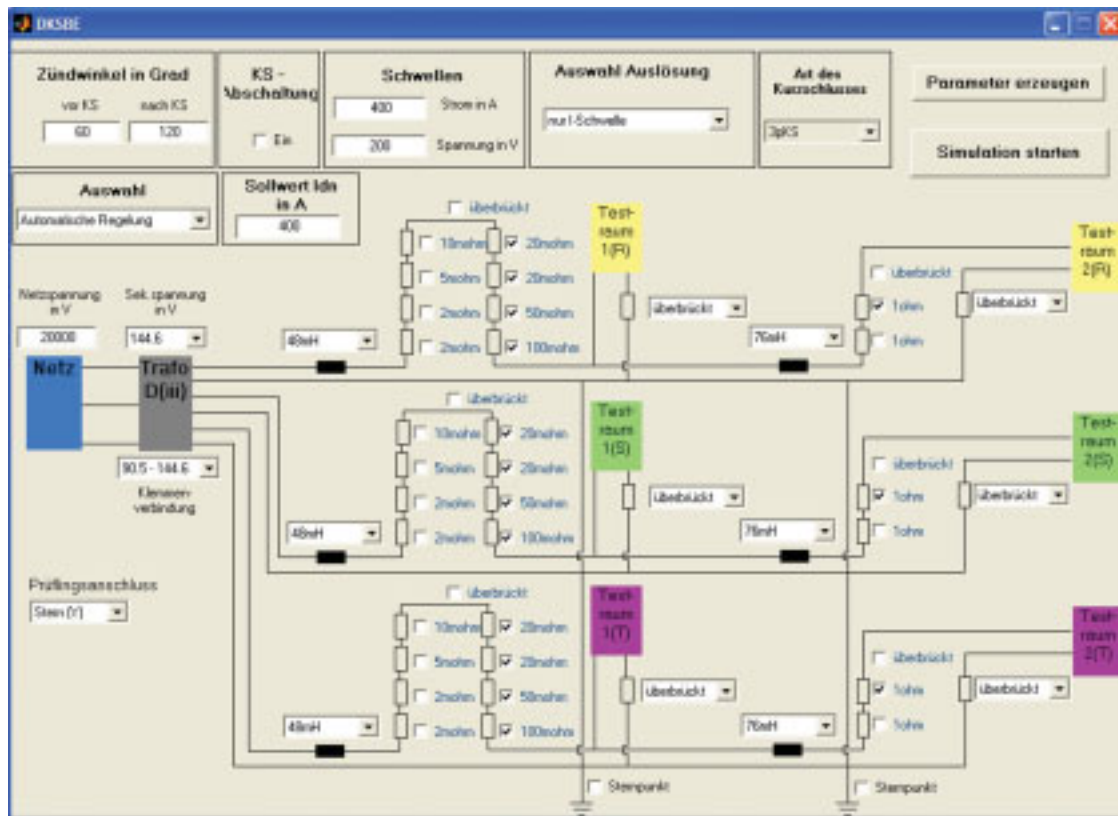 DKSBE
Zündwinkel in Grad
vor KS
nach KS
60
120
KS -
Abschaltung
Ein
Schwellen
400
Strom in A
200
Spannung in V
Auswahl Auslösung
nur I-Schwelle
Art des
Kurzschlusses
3pKS
Parameter erzeugen
Simulation starten
Auswahl
Automatische Regelung
Sollwert Idn
in A
400
Netzspannung
in V
20000
Sek.spannung
in V
144.6
Netz
Trafo
D(iii)
90.5 - 144.6
Klemmen-
verbindung
Prüflingsanschluss
Stern (Y)
überbrückt
10mohm
20mohm
5mohm
20mohm
2mohm
50mohm
2mohm
100mohm
48mH
Test-
raum
1(R)
überbrückt
76mH
überbrückt
1ohm
1ohm
überbrückt
Test-
raum
2(R)
überbrückt
10mohm
20mohm
5mohm
20mohm
2mohm
50mohm
2mohm
100mohm
48mH
Test-
raum
1(S)
überbrückt
76mH
überbrückt
1ohm
1ohm
überbrückt
Test-
raum
2(S)
überbrückt
10mohm
20mohm
5mohm
20mohm
2mohm
50mohm
2mohm
100mohm
48mH
Test-
raum
1(T)
überbrückt
76mH
überbrückt
1ohm
1ohm
überbrückt
Test-
raum
2(T)
Sternpunkt
Sternpunkt